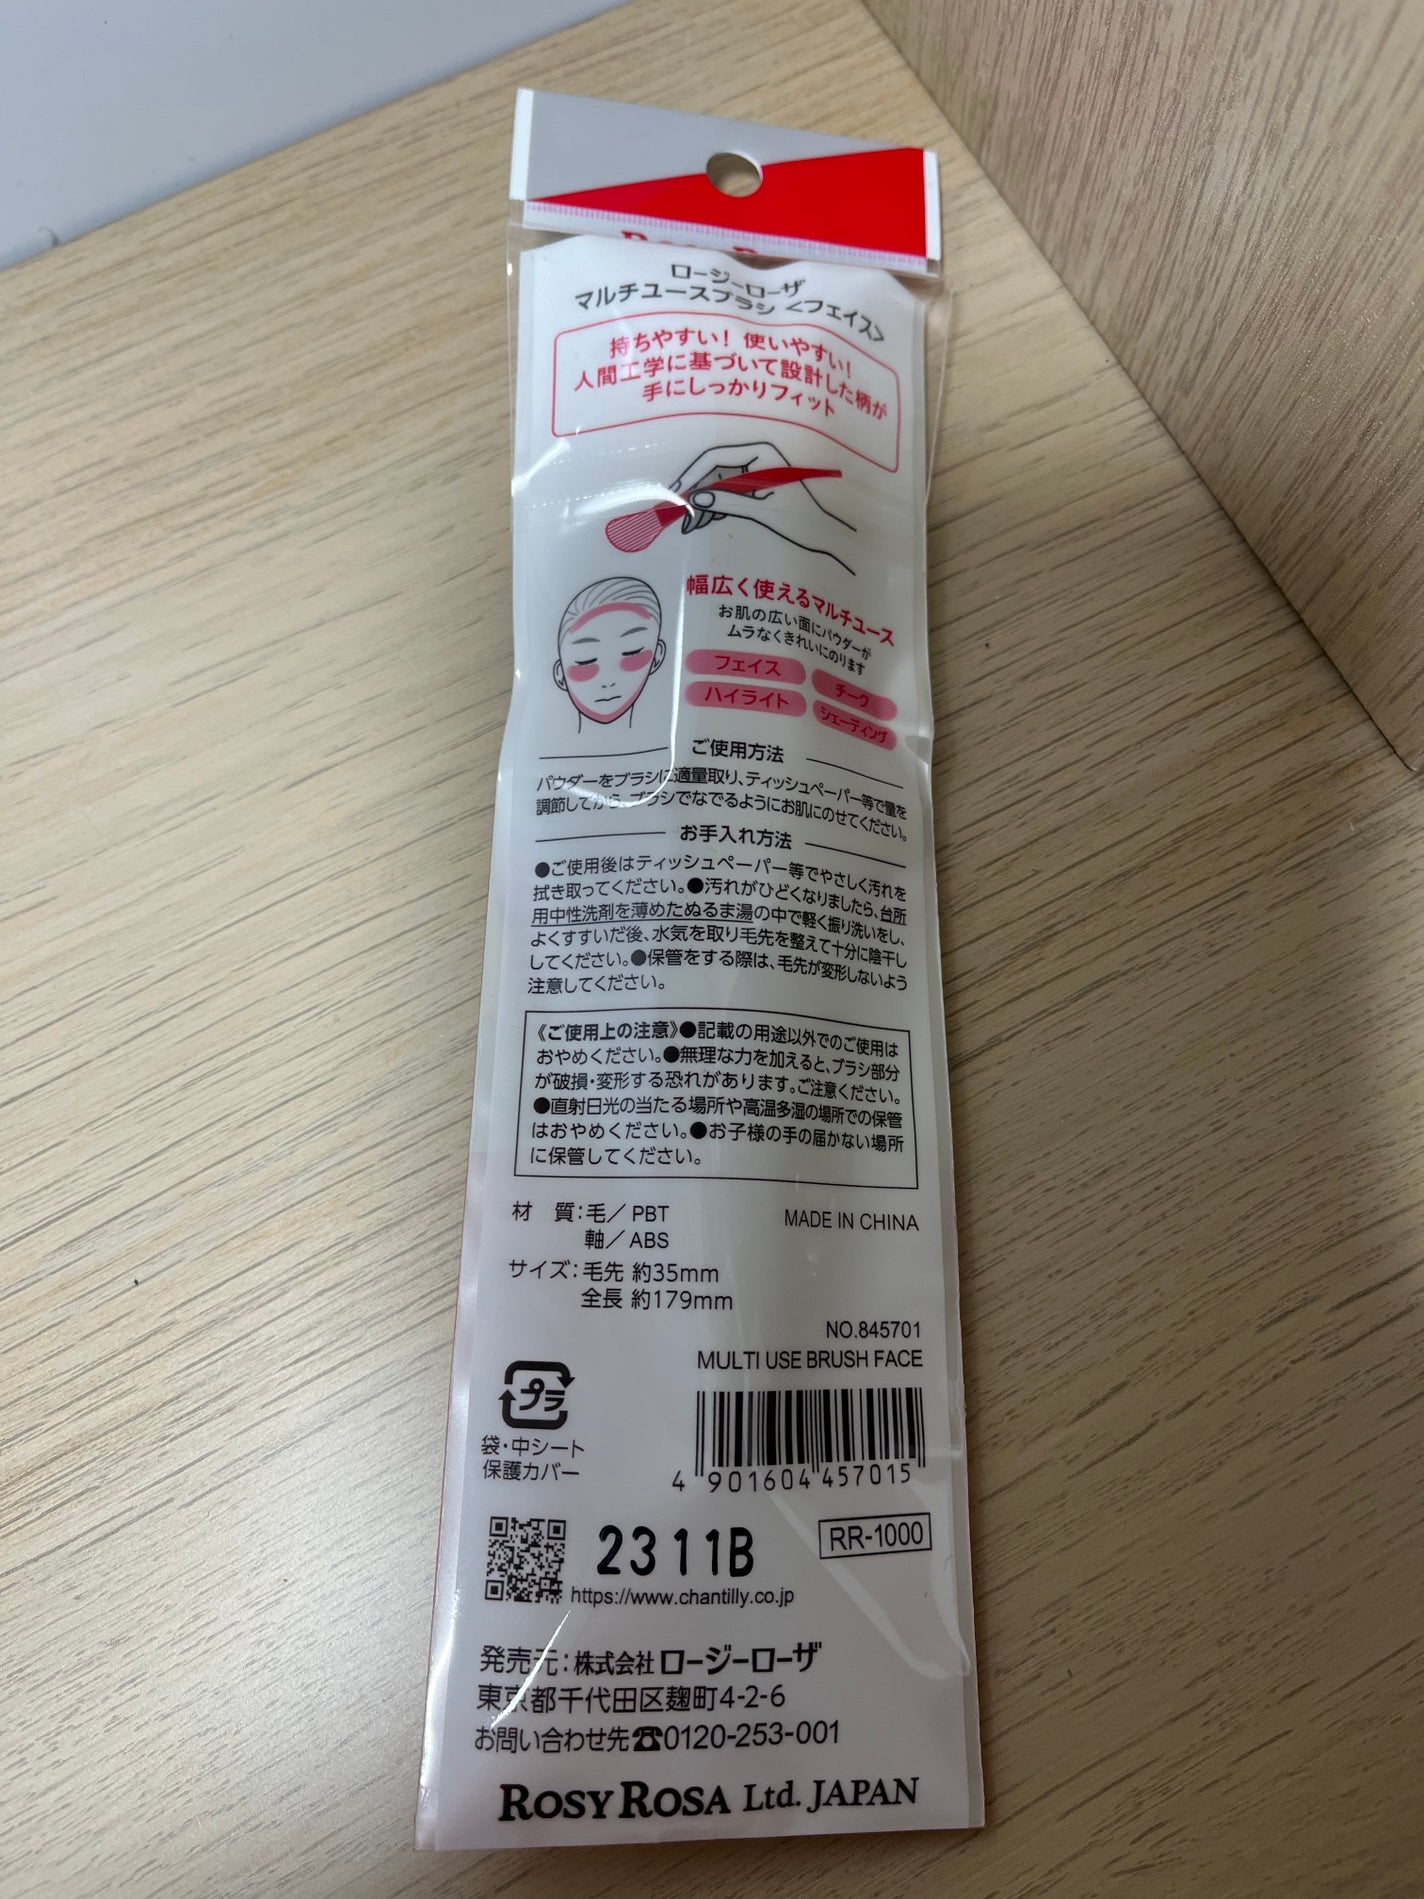 ロージーローザ
マルチユースブラシ <フェイス>
持ちやすい! 使いやすい!
人間工学に基づいて設計した柄が
手にしっかりフィット
幅広く使えるマルチユース
お肌の広い面にパウダーが
ムラなくきれいにのります
フェイス チーク
ハイライト シェーディング
ご使用方法
パウダーをブラシに適量取り、ティッシュペーパー等で量を
調節してから、ブラシでなでるようにお肌にのせてください。
お手入れ方法
●ご使用後はティッシュペーパー等でやさしく汚れを
拭き取ってください。●汚れがひどくなりましたら、台所
用中性洗剤を薄めたぬるま湯の中で軽く振り洗いをし、
よくすすいだ後、水気を取り毛先を整えて十分に陰干し
してください。●保管をする際は、毛先が変形しないよう
注意してください。
《ご使用上の注意》●記載の用途以外でのご使用は
おやめください。●無理な力を加えると、ブラシ部分
が破損・変形する恐れがあります。ご注意ください。
●直射日光の当たる場所や高温多湿の場所での保管
はおやめください。●お子様の手の届かない場所
に保管してください。
材 質:毛/PBT MADE IN CHINA
軸/ABS
サイズ:毛先 約35mm
全長 約179mm
NO.845701
MULTI USE BRUSH FACE
プラ
袋・中シート
保護カバー
4 901604 457015
2311B RR-1000
https://www.chantilly.co.jp
発売元:株式会社ロージーローザ
東京都千代田区麹町4-2-6
お問い合わせ先☎0120-253-001
ROSY ROSA Ltd. JAPAN